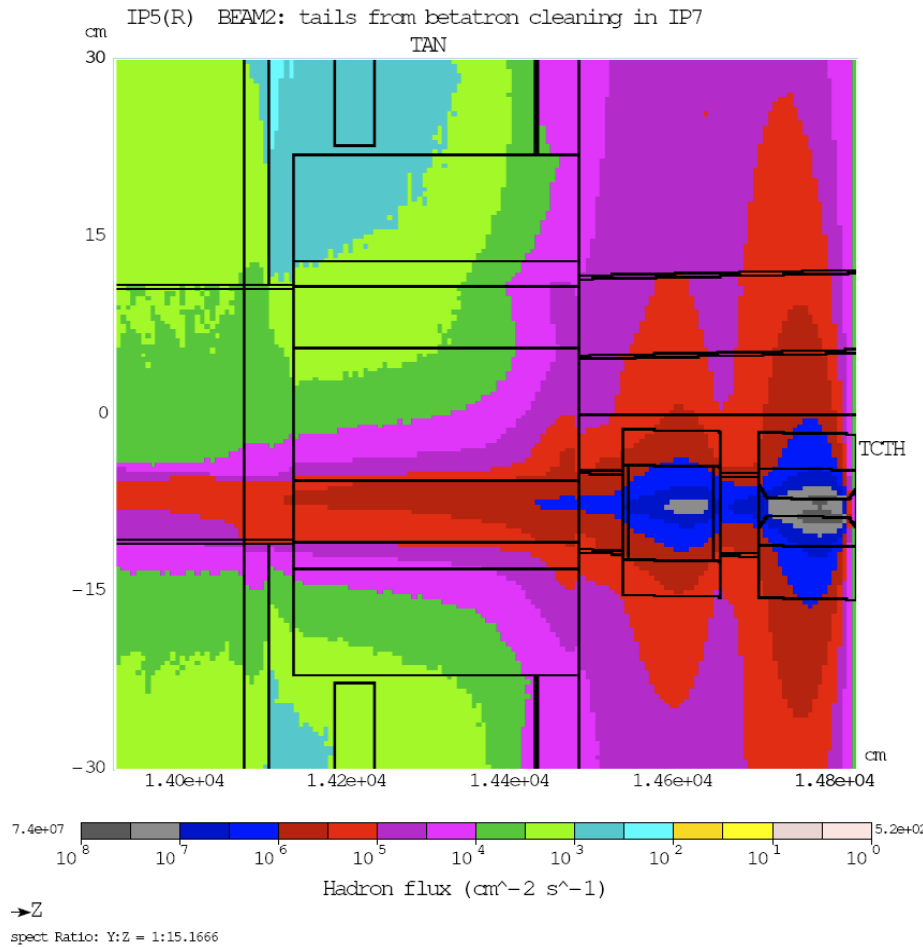 IP5(R) BEAM2: tails from betatron cleaning in IP7
cm
TAN
30
15
0
TCTH
-15
-30
cm
1.40e+04 1.42e+04 1.44e+04 1.46e+04 1.48e+04
7.4e+07 5.2e+02
10^8 10^7 10^6 10^5 10^4 10^3 10^2 10^1 10^0
Hadron flux (cm^-2 s^-1)
Z
spect Ratio: Y:Z = 1:15.1666